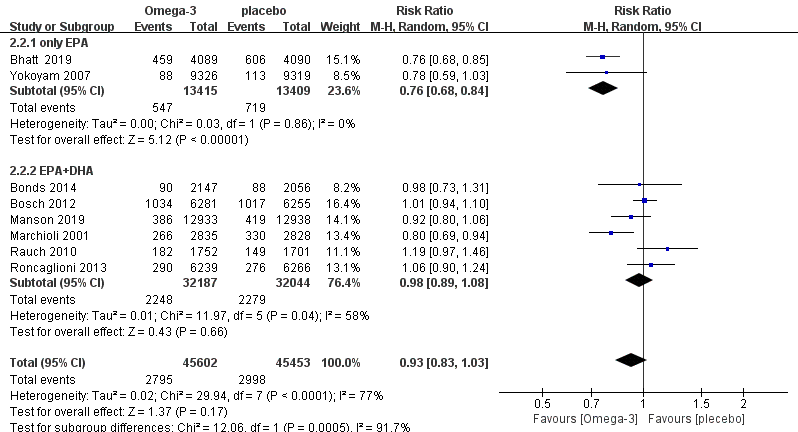 Omega-3 placebo Risk Ratio Risk Ratio
Study or Subgroup Events Total Events Total Weight M-H, Random, 95% CI M-H, Random, 95% CI
2.2.1 only EPA
Bhatt 2019 459 4089 606 4090 15.1% 0.76 [0.68, 0.85]
Yokoyam 2007 88 9326 113 9319 8.5% 0.78 [0.59, 1.03]
Subtotal (95% CI) 13415 13409 23.6% 0.76 [0.68, 0.84]
Total events 547 719
Heterogeneity: Tau² = 0.00; Chi² = 0.03, df = 1 (P = 0.86); I² = 0%
Test for overall effect: Z = 5.12 (P < 0.00001)
2.2.2 EPA+DHA
Bonds 2014 90 2147 88 2056 8.2% 0.98 [0.73, 1.31]
Bosch 2012 1034 6281 1017 6255 16.4% 1.01 [0.94, 1.10]
Manson 2019 386 12933 419 12938 14.1% 0.92 [0.80, 1.06]
Marchioli 2001 266 2835 330 2828 13.4% 0.80 [0.69, 0.94]
Rauch 2010 182 1752 149 1701 11.2% 1.19 [0.97, 1.46]
Roncaglioni 2013 290 6239 276 6266 13.1% 1.06 [0.90, 1.24]
Subtotal (95% CI) 32187 32044 76.4% 0.98 [0.89, 1.08]
Total events 2248 2279
Heterogeneity: Tau² = 0.01; Chi² = 11.97, df = 5 (P = 0.04); I² = 58%
Test for overall effect: Z = 0.43 (P = 0.66)
Total (95% CI) 45602 45453 100.0% 0.93 [0.83, 1.03]
Total events 2795 2998
Heterogeneity: Tau² = 0.02; Chi² = 29.94, df = 7 (P < 0.0001); I² = 77%
Test for overall effect: Z = 1.37 (P = 0.17)
Test for subgroup differences: Chi² = 12.06, df = 1 (P = 0.0005), I² = 91.7%
0.5 0.7 1 1.5 2
Favours [Omega-3] Favours [plecebo]